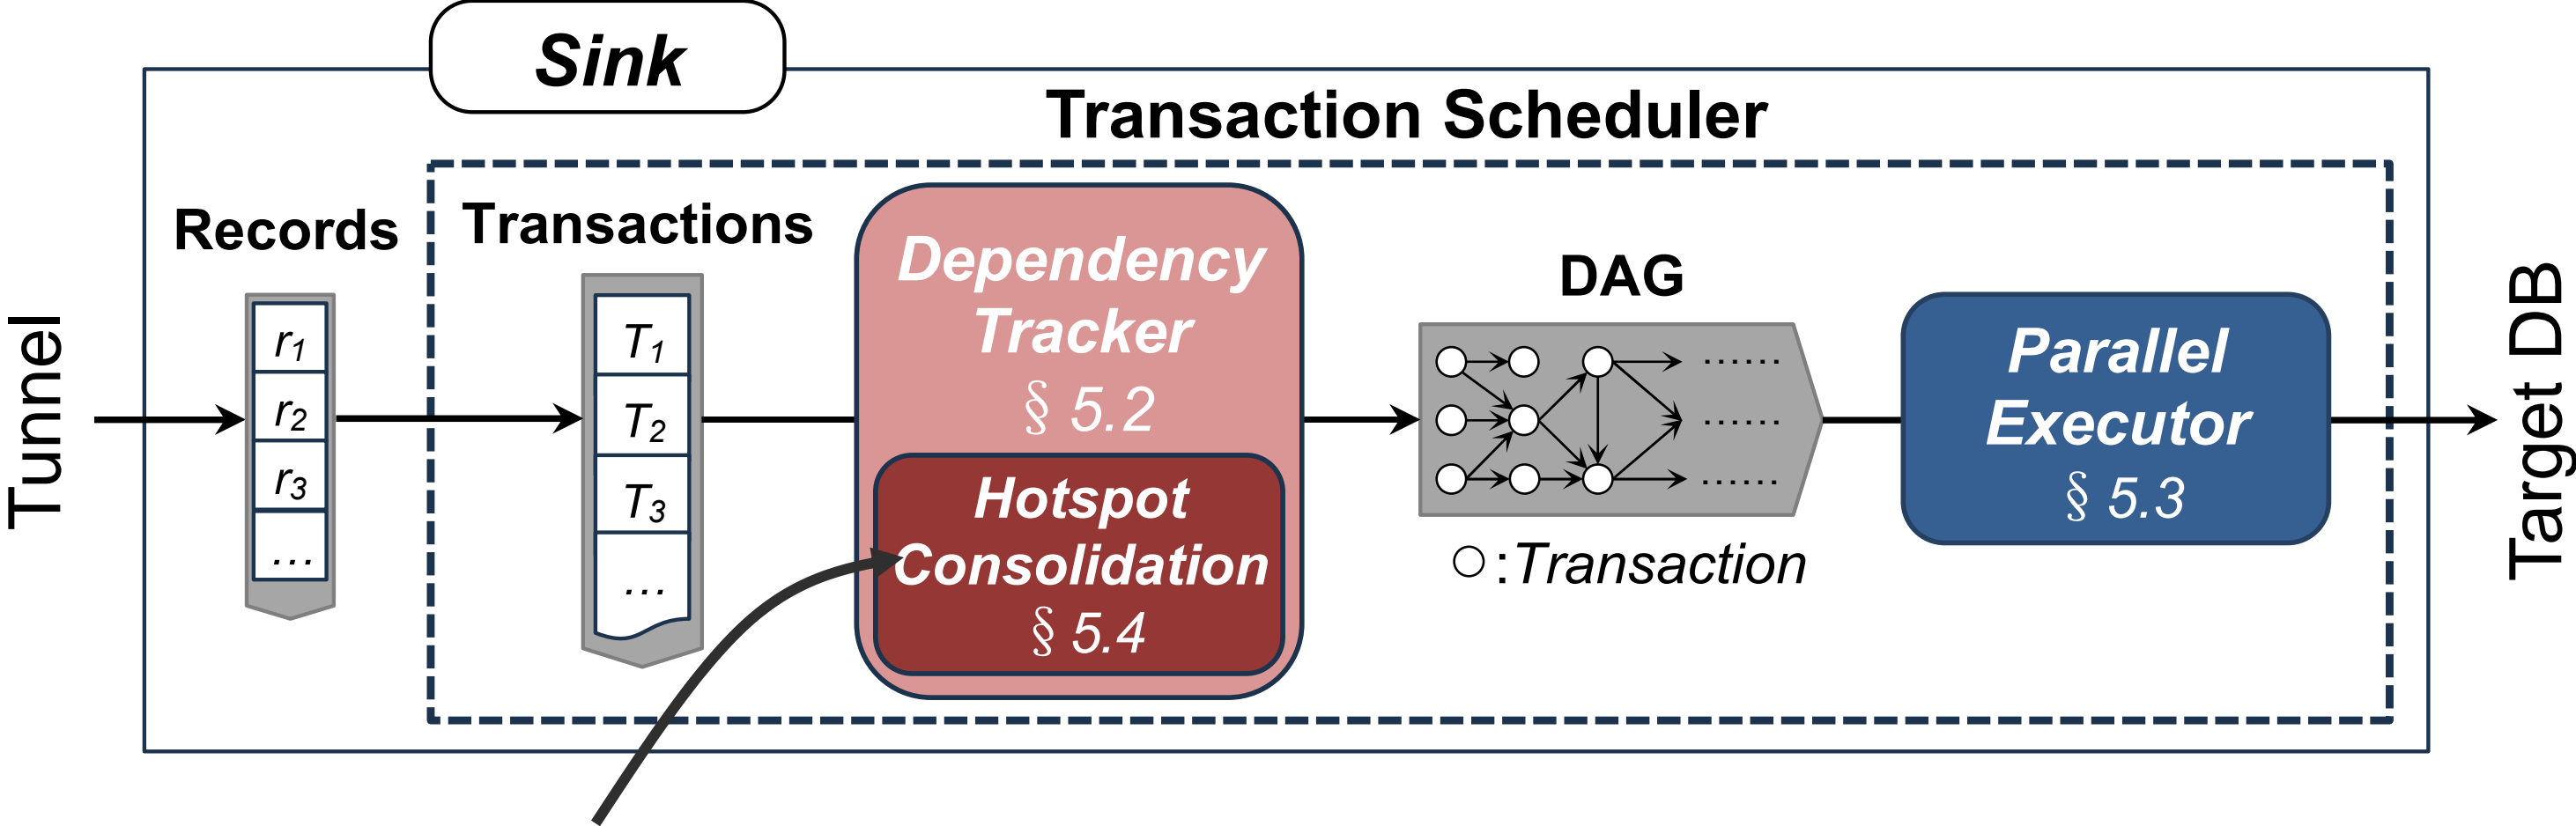 Sink
Transaction Scheduler
Tunnel
Records
r1
r2
r3
...
Transactions
T1
T2
T3
...
Dependency
Tracker
§ 5.2
Hotspot
Consolidation
§ 5.4
DAG
......
......
......
:Transaction
Parallel
Executor
§ 5.3
Target DB